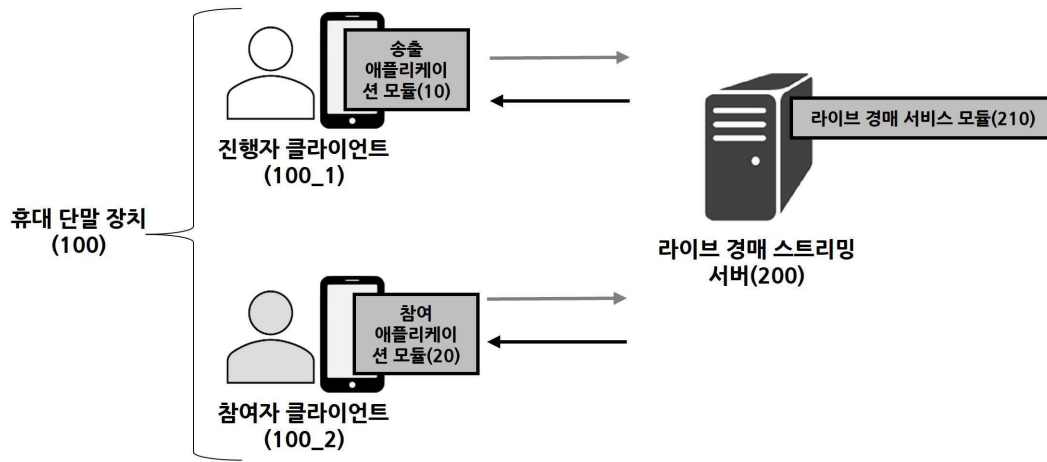 송출
애플리케이
션 모듈(10)
진행자 클라이언트
(100_1)
라이브 경매 서비스 모듈(210)
휴대 단말 장치
(100)
라이브 경매 스트리밍
서버(200)
참여
애플리케이
션 모듈(20)
참여자 클라이언트
(100_2)